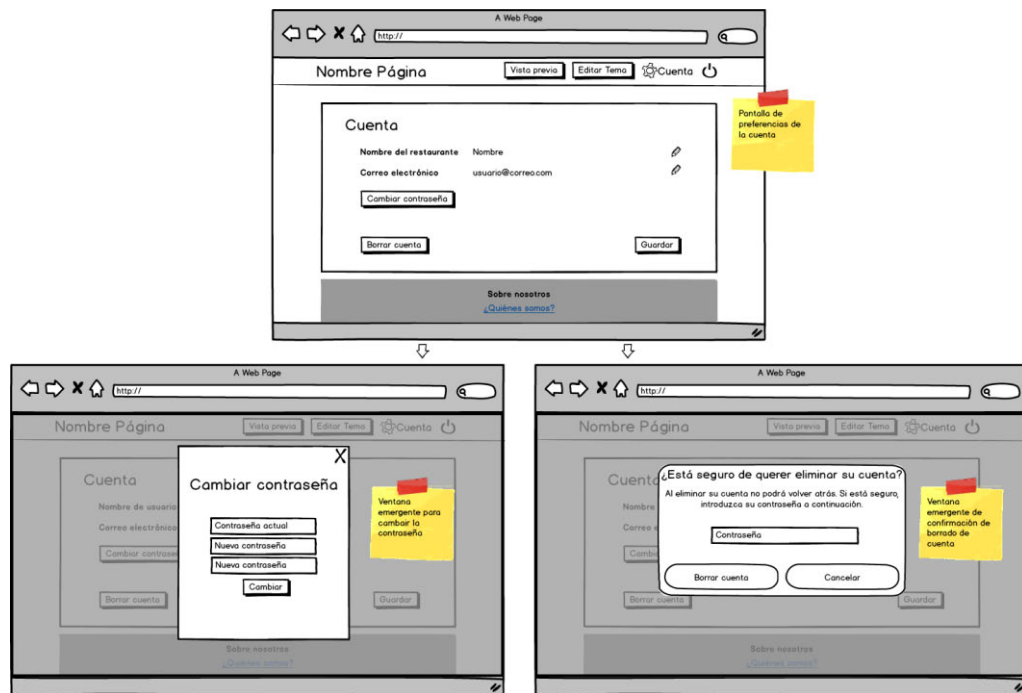 A Web Page
http://
Nombre Página
Vista previa
Editar Tema
Cuenta
Pantalla de
preferencias de
la cuenta
Cuenta
Nombre del restaurante Nombre
Correo electrónico usuario@correo.com
Cambiar contraseña
Borrar cuenta
Guardar
Sobre nosotros
¿Quiénes somos?
A Web Page
http://
Nombre Página
Vista previa
Editar Tema
Cuenta
Cuenta
Nombre de usuario
Correo electrónico
Cambiar contraseñ
Borrar cuenta
Guardar
Cambiar contraseña
X
Contraseña actual
Nueva contraseña
Nueva contraseña
Cambiar
Ventana
emergente para
cambair la
contraseña
Sobre nosotros
¿Quiénes somos?
A Web Page
http://
Nombre Página
Vista previa
Editar Tema
Cuenta
Cuenta
Nombre
Correo e
Cambi
Borrar cuenta
Guardar
¿Está seguro de querer eliminar su cuenta?
Al eliminar su cuenta no podrá volver atrás. Si está seguro,
introduzca su contraseña a continuación.
Contraseña
Borrar cuenta
Cancelar
Ventana
emergente de
confirmación de
borrado de
cuenta
Sobre nosotros
¿Quiénes somos?